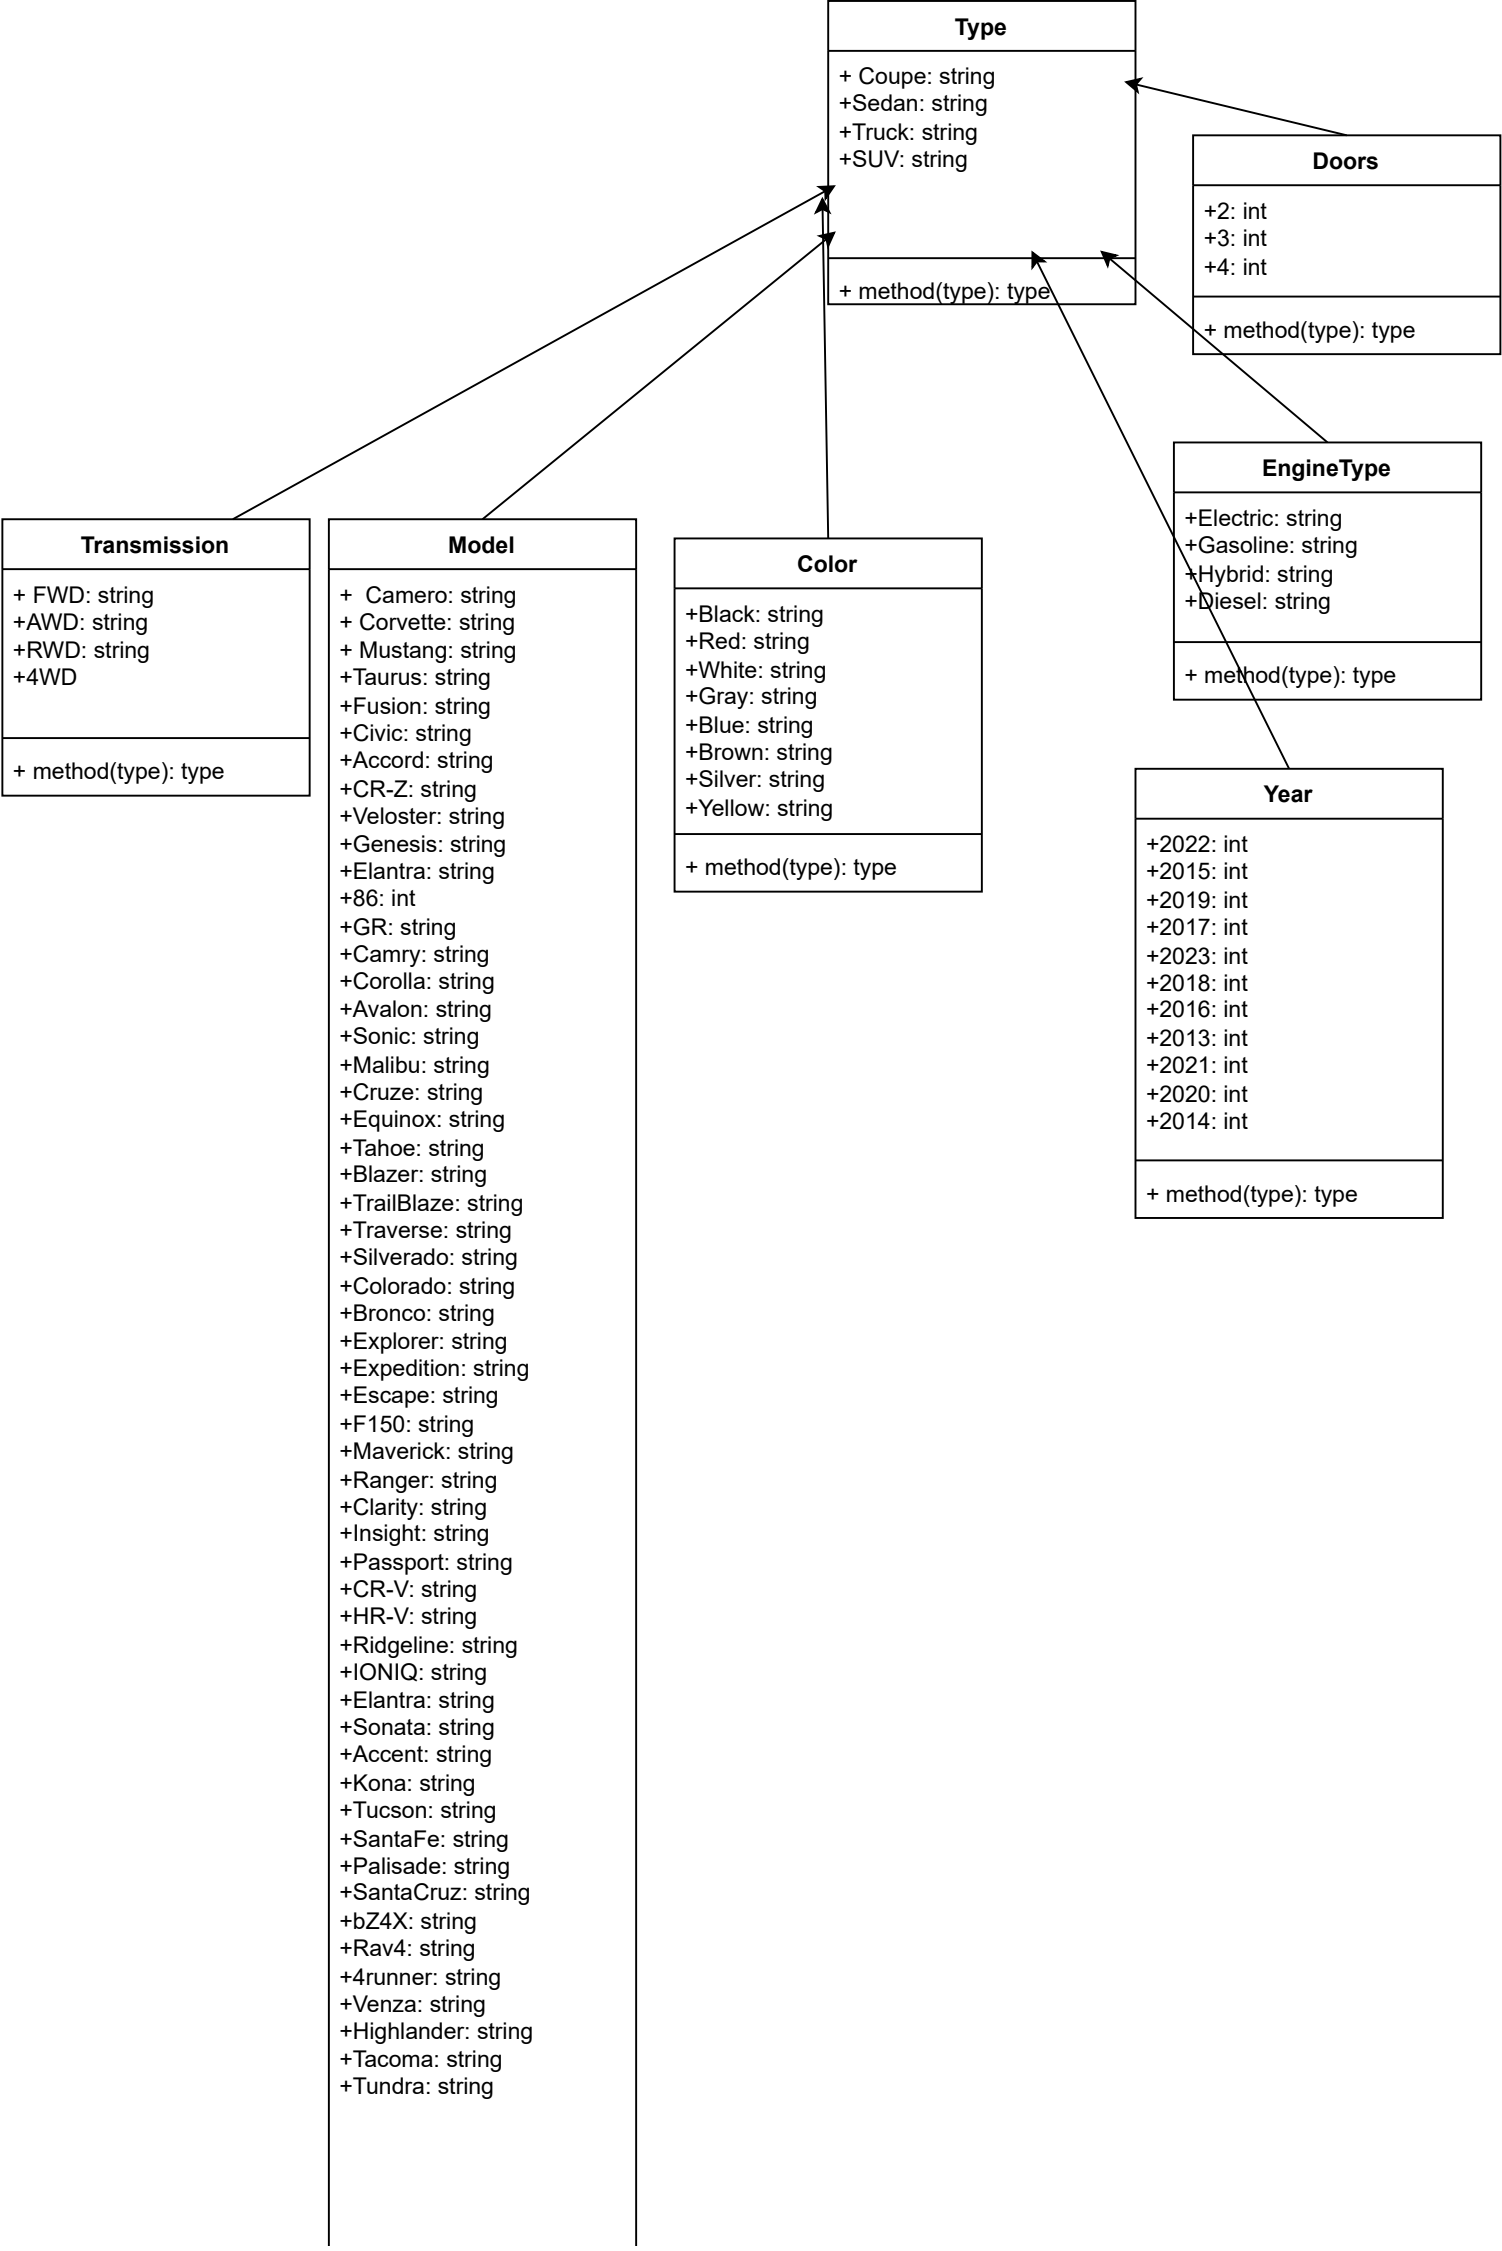 Type
+ Coupe: string
+Sedan: string
+Truck: string
+SUV: string
+ method(type): type
Doors
+2: int
+3: int
+4: int
+ method(type): type
EngineType
+Electric: string
+Gasoline: string
+Hybrid: string
+Diesel: string
+ method(type): type
Transmission
+ FWD: string
+AWD: string
+RWD: string
+4WD
+ method(type): type
Model
+  Camero: string
+ Corvette: string
+ Mustang: string
+Taurus: string
+Fusion: string
+Civic: string
+Accord: string
+CR-Z: string
+Veloster: string
+Genesis: string
+Elantra: string
+86: int
+GR: string
+Camry: string
+Corolla: string
+Avalon: string
+Sonic: string
+Malibu: string
+Cruze: string
+Equinox: string
+Tahoe: string
+Blazer: string
+TrailBlaze: string
+Traverse: string
+Silverado: string
+Colorado: string
+Bronco: string
+Explorer: string
+Expedition: string
+Escape: string
+F150: string
+Maverick: string
+Ranger: string
+Clarity: string
+Insight: string
+Passport: string
+CR-V: string
+HR-V: string
+Ridgeline: string
+IONIQ: string
+Elantra: string
+Sonata: string
+Accent: string
+Kona: string
+Tucson: string
+SantaFe: string
+Palisade: string
+SantaCruz: string
+bZ4X: string
+Rav4: string
+4runner: string
+Venza: string
+Highlander: string
+Tacoma: string
+Tundra: string
Color
+Black: string
+Red: string
+White: string
+Gray: string
+Blue: string
+Brown: string
+Silver: string
+Yellow: string
+ method(type): type
Year
+2022: int
+2015: int
+2019: int
+2017: int
+2023: int
+2018: int
+2016: int
+2013: int
+2021: int
+2020: int
+2014: int
+ method(type): type